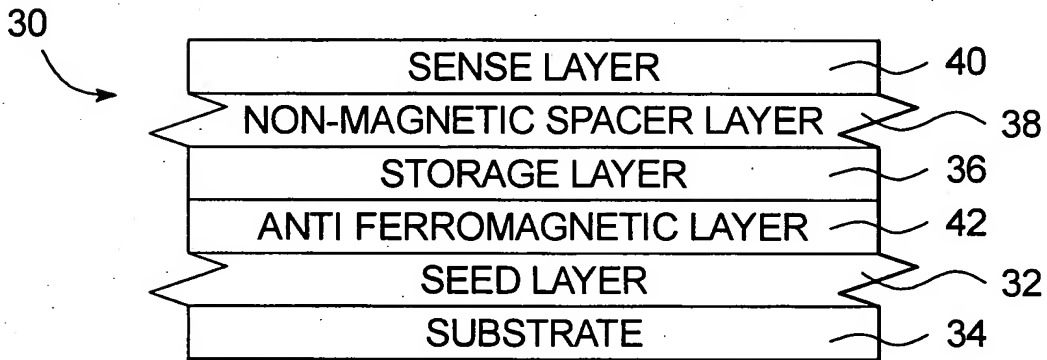 30
SENSE LAYER 40
NON-MAGNETIC SPACER LAYER 38
STORAGE LAYER 36
ANTI FERROMAGNETIC LAYER 42
SEED LAYER 32
SUBSTRATE 34